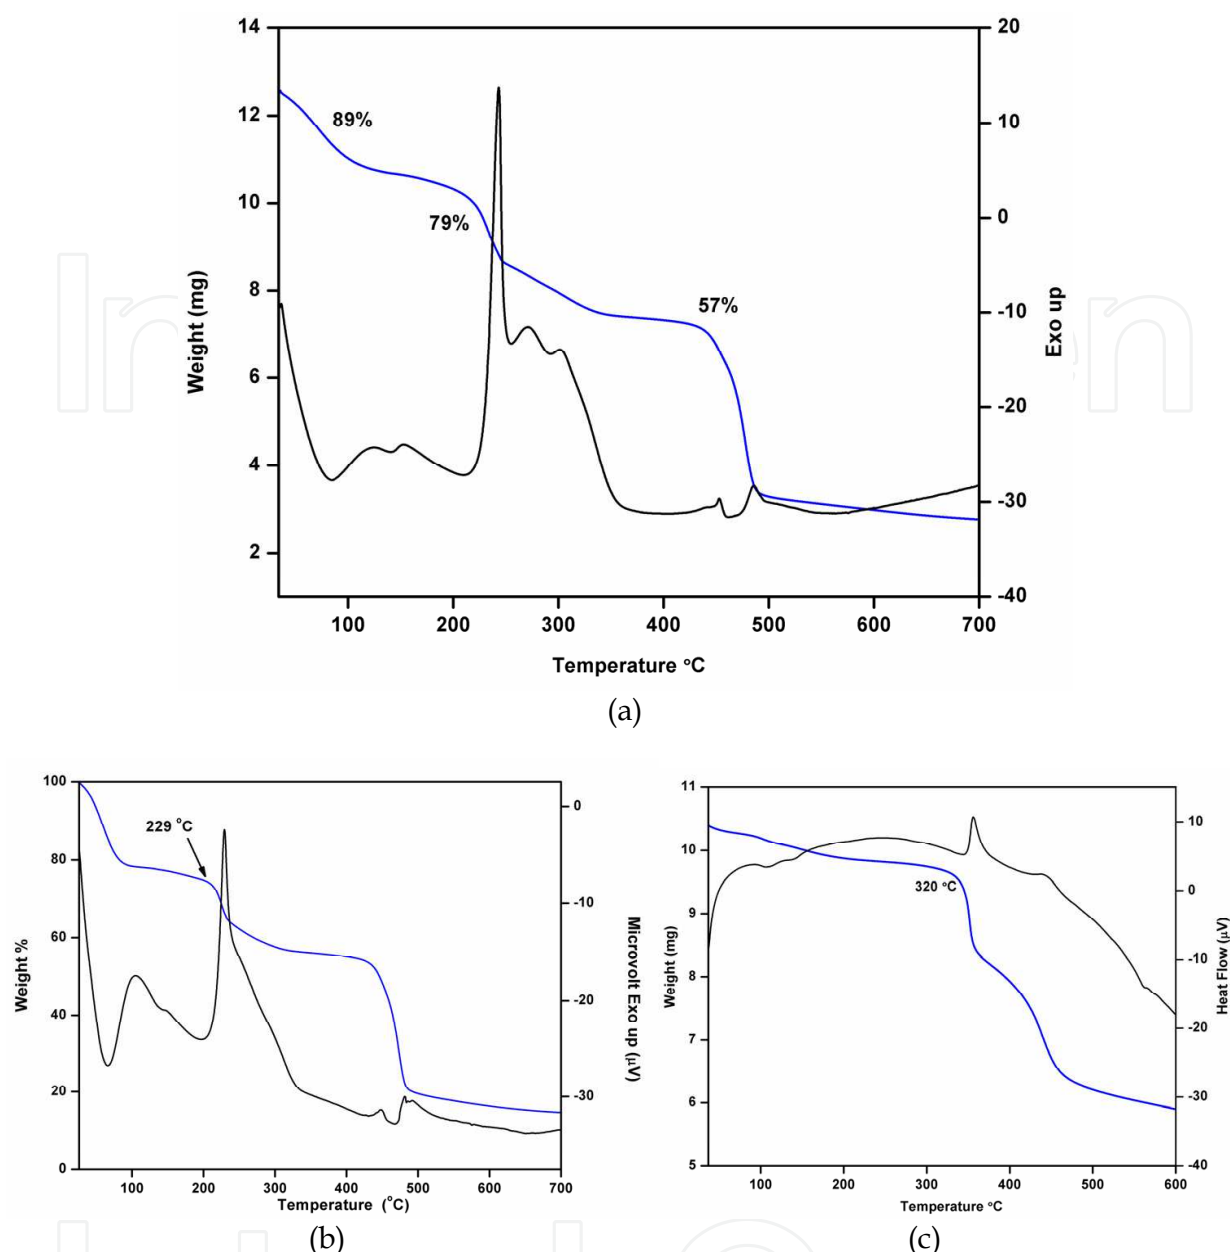 14
12
10
8
6
4
2
Weight (mg)
89%
79%
57%
20
10
0
-10
-20
-30
-40
Exo up
100 200 300 400 500 600 700
Temperature °C
(a)
100
80
60
40
20
0
Weight %
229 °C
0
-10
-20
-30
Microvolt Exo up (µV)
100 200 300 400 500 600 700
Temperature (°C)
(b)
11
10
9
8
7
6
5
Weight (mg)
320 °C
10
0
-10
-20
-30
-40
Heat Flow (µV)
100 200 300 400 500 600
Temperature °C
(c)